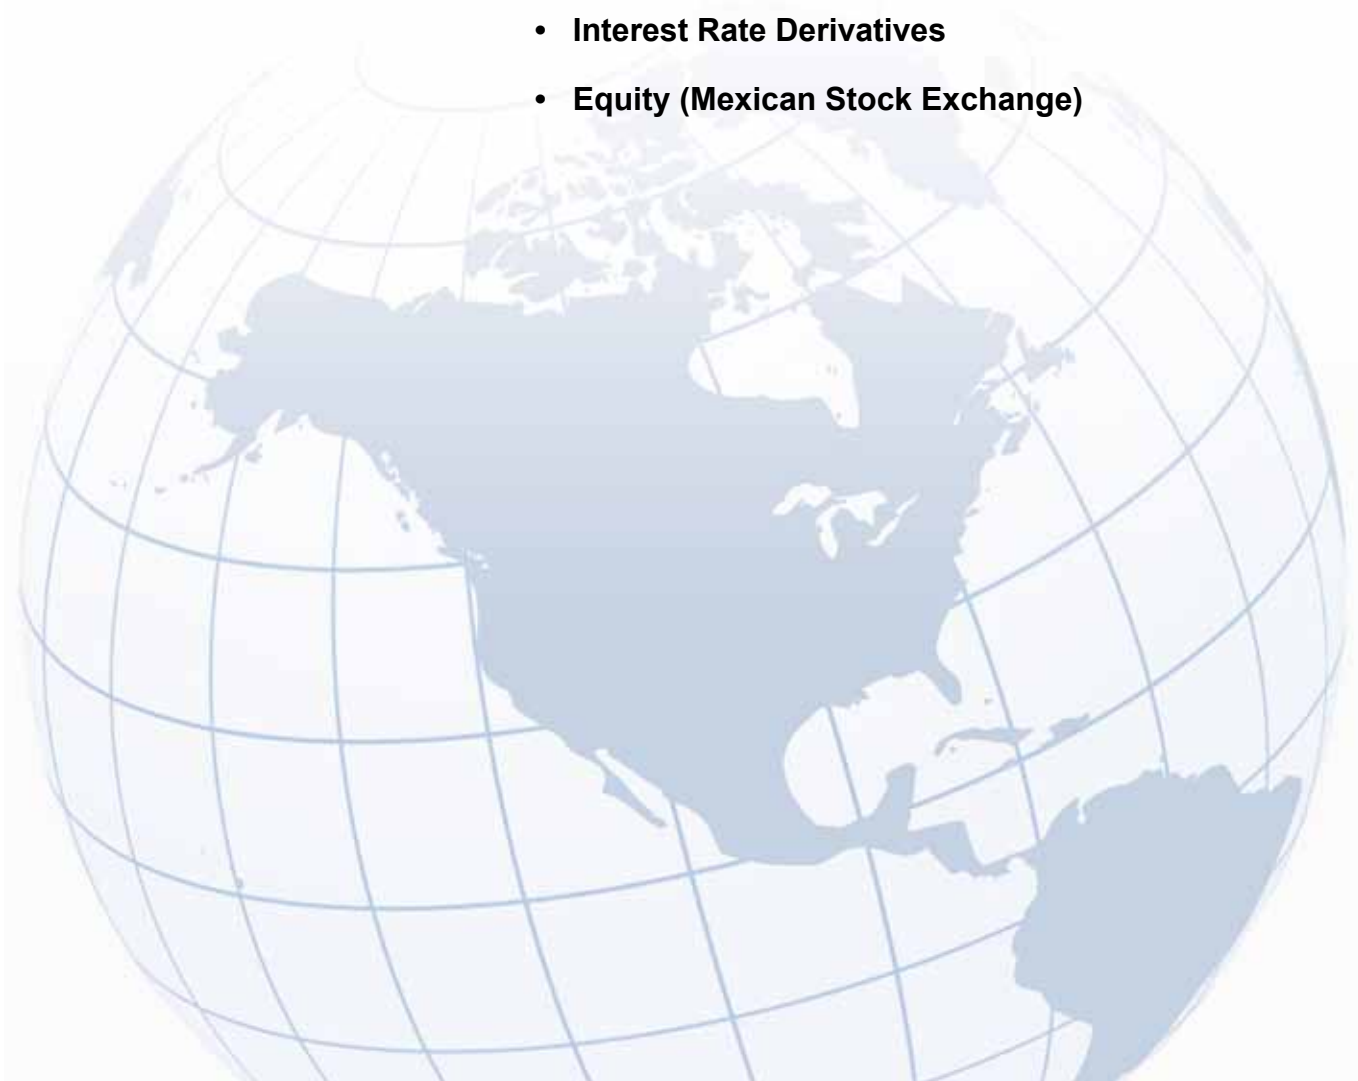 • Interest Rate Derivatives
• Equity (Mexican Stock Exchange)